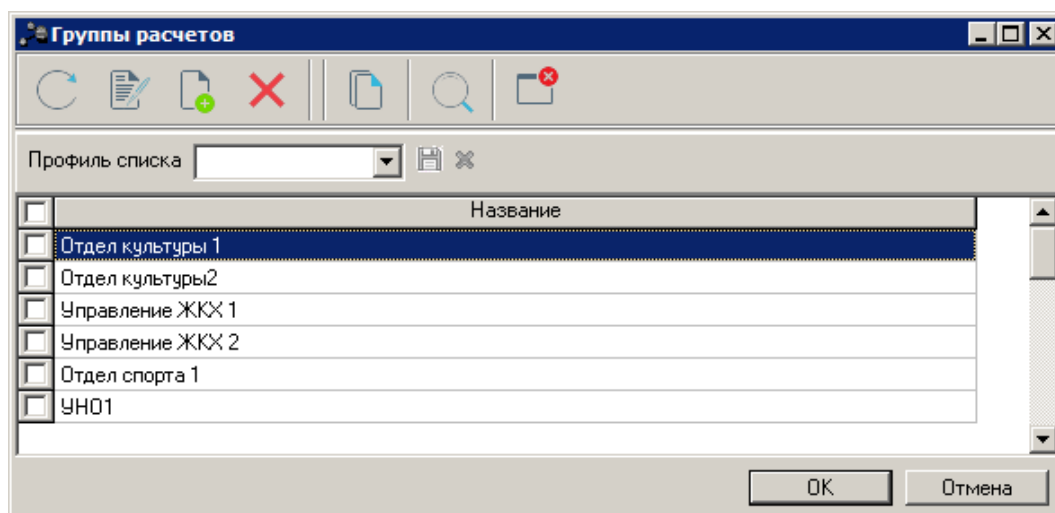 Группы расчетов
Профиль списка
Название
Отдел культуры 1
Отдел культуры2
Управление ЖКХ 1
Управление ЖКХ 2
Отдел спорта 1
УНО1
OK Отмена